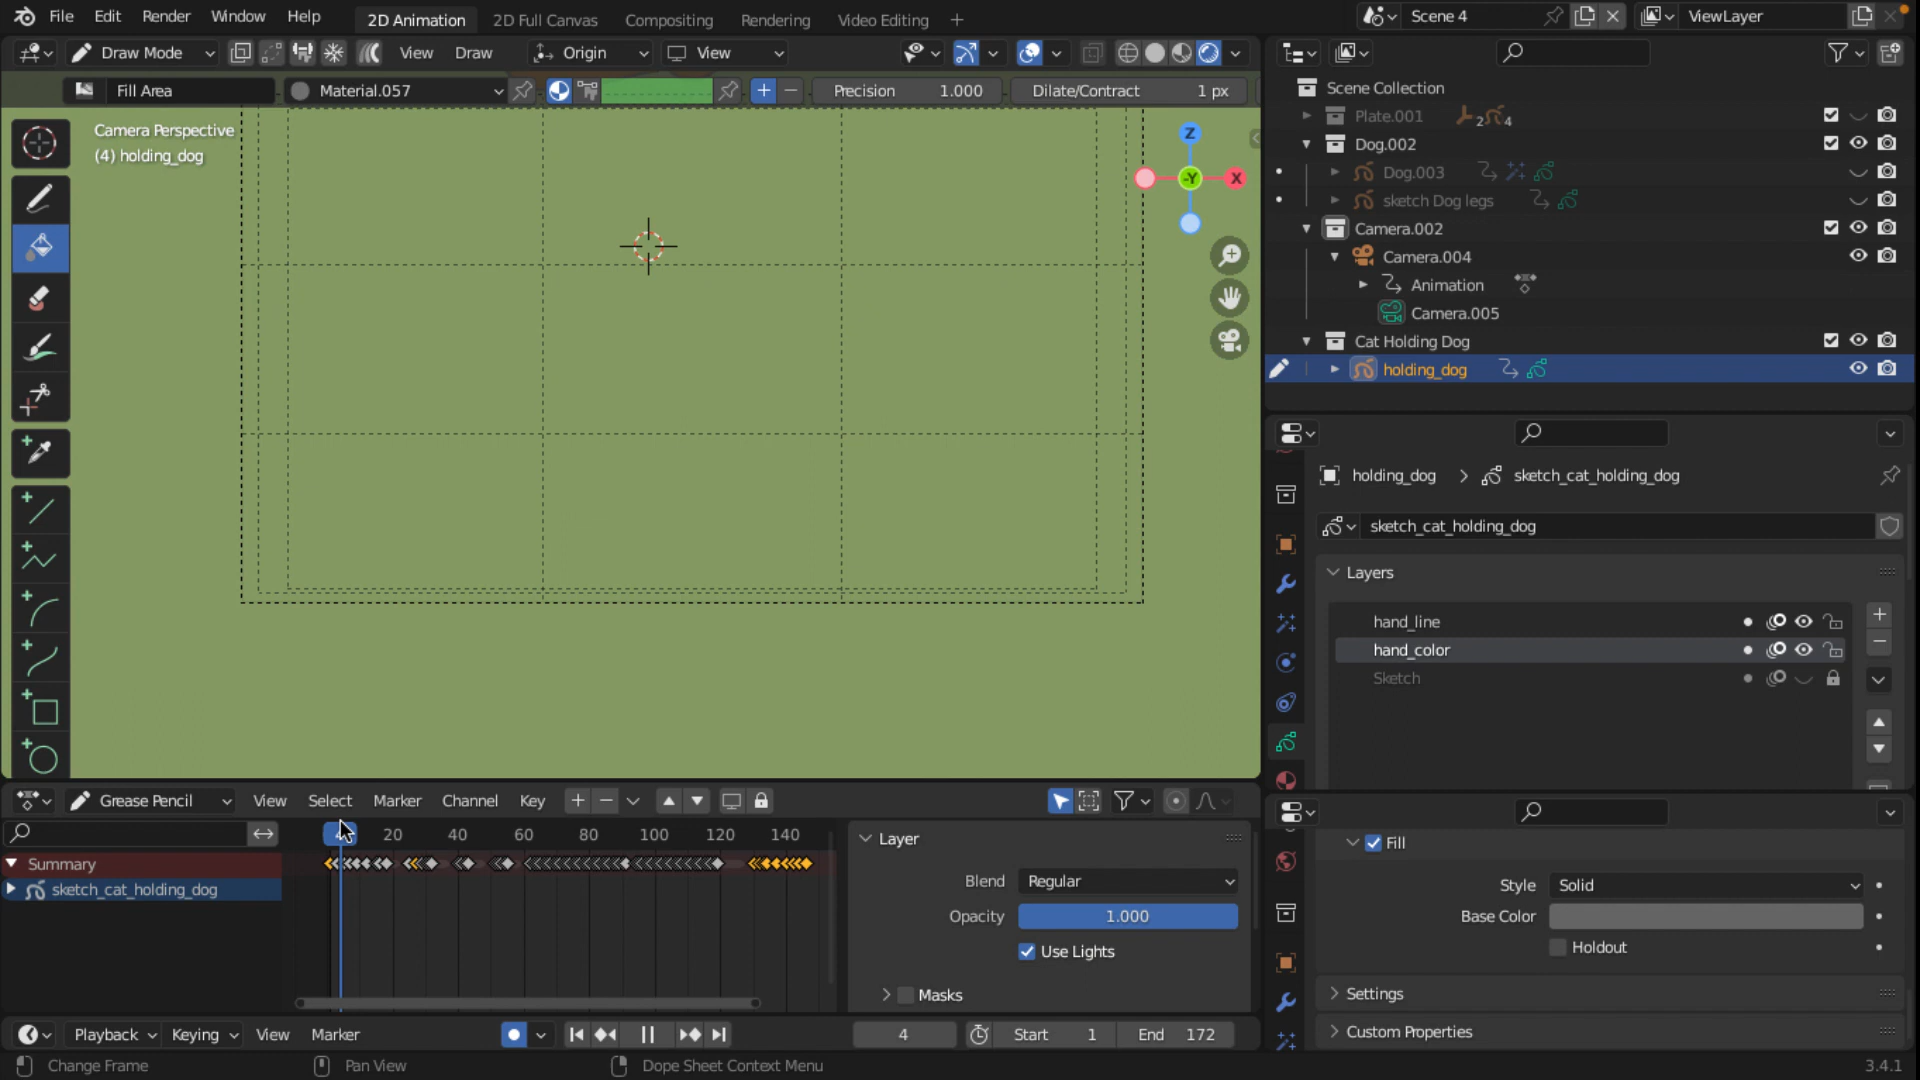 File Edit Render Window Help 2D Animation 2D Full Canvas Compositing Rendering Video Editing + Scene 4 ViewLayer
Draw Mode View Draw Origin View
Fill Area Material.057 Precision 1.000 Dilate/Contract 1 px
Camera Perspective
(4) holding_dog
Z
-Y X
Scene Collection
Plate.001 2 4
Dog.002
Dog.003
sketch Dog legs
Camera.002
Camera.004
Animation
Camera.005
Cat Holding Dog
holding_dog
holding_dog > sketch_cat_holding_dog
sketch_cat_holding_dog
Layers
hand_line
hand_color
Sketch
Grease Pencil View Select Marker Channel Key
4 20 40 60 80 100 120 140
Summary
sketch_cat_holding_dog
Layer
Blend Regular
Opacity 1.000
Use Lights
Masks
Fill
Style Solid
Base Color
Holdout
Settings
Custom Properties
Playback Keying View Marker 4 Start 1 End 172
Change Frame Pan View Dope Sheet Context Menu 3.4.1